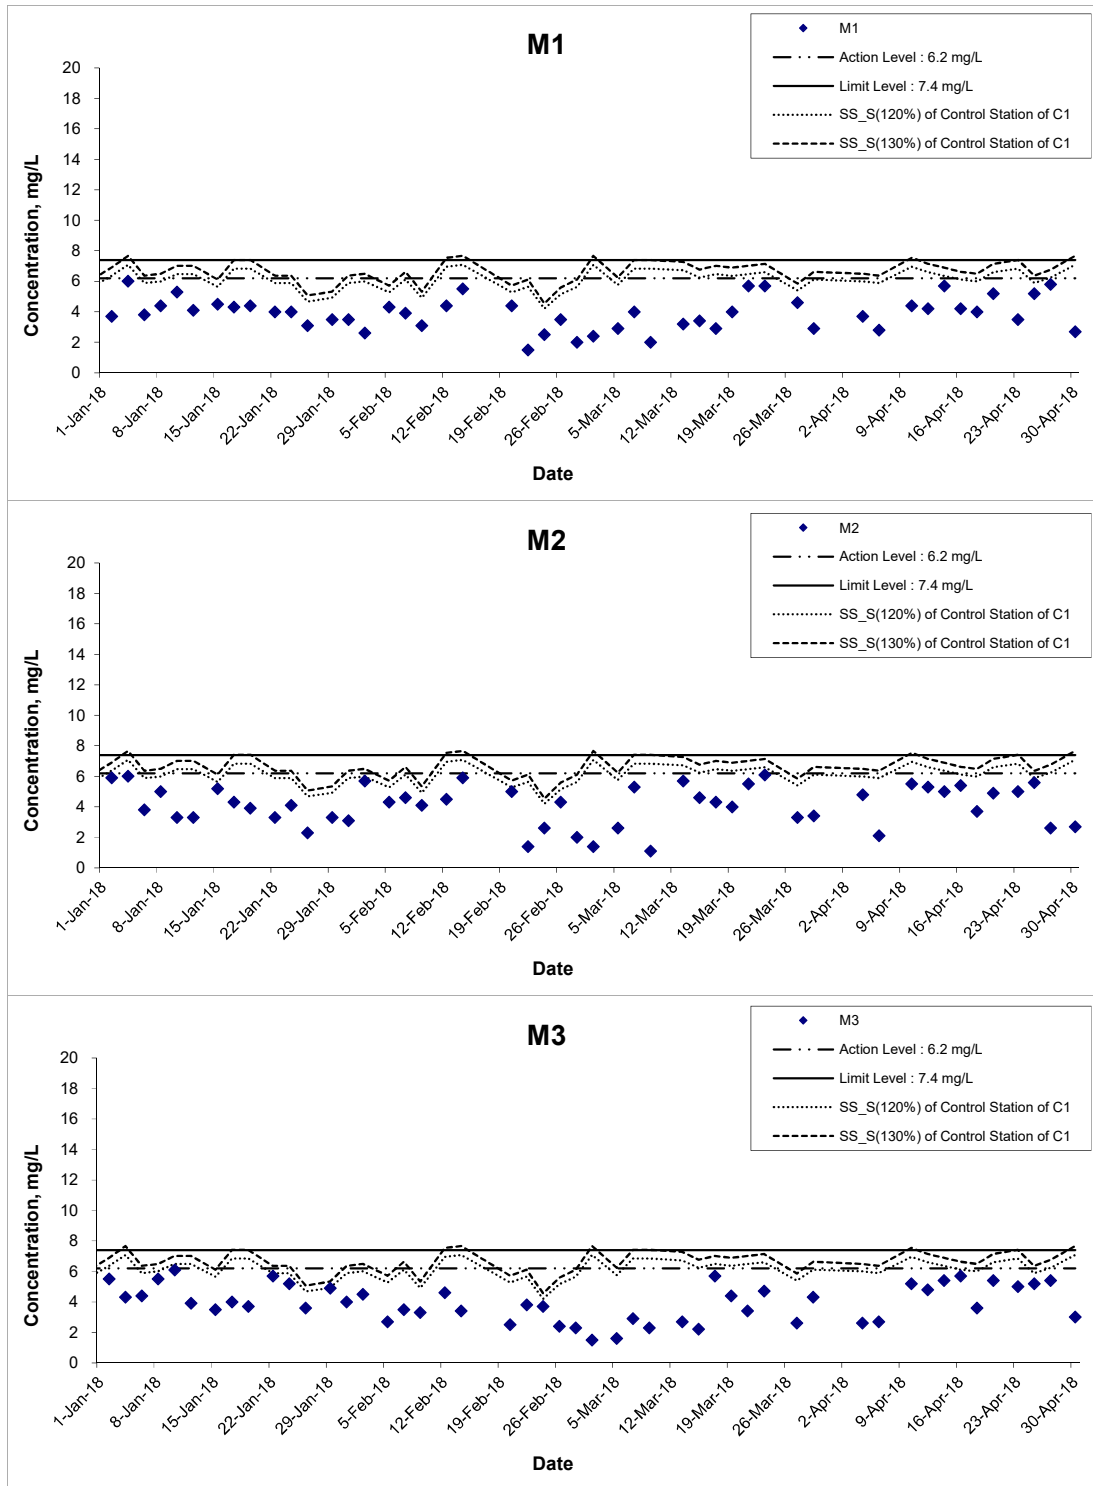 M1
M1
Action Level : 6.2 mg/L
Limit Level : 7.4 mg/L
SS_S(120%) of Control Station of C1
SS_S(130%) of Control Station of C1
Concentration, mg/L
20
18
16
14
12
10
8
6
4
2
0
1-Jan-18
8-Jan-18
15-Jan-18
22-Jan-18
29-Jan-18
5-Feb-18
12-Feb-18
19-Feb-18
26-Feb-18
5-Mar-18
12-Mar-18
19-Mar-18
26-Mar-18
2-Apr-18
9-Apr-18
16-Apr-18
23-Apr-18
30-Apr-18
Date
M2
M2
Action Level : 6.2 mg/L
Limit Level : 7.4 mg/L
SS_S(120%) of Control Station of C1
SS_S(130%) of Control Station of C1
Concentration, mg/L
20
18
16
14
12
10
8
6
4
2
0
1-Jan-18
8-Jan-18
15-Jan-18
22-Jan-18
29-Jan-18
5-Feb-18
12-Feb-18
19-Feb-18
26-Feb-18
5-Mar-18
12-Mar-18
19-Mar-18
26-Mar-18
2-Apr-18
9-Apr-18
16-Apr-18
23-Apr-18
30-Apr-18
Date
M3
M3
Action Level : 6.2 mg/L
Limit Level : 7.4 mg/L
SS_S(120%) of Control Station of C1
SS_S(130%) of Control Station of C1
Concentration, mg/L
20
18
16
14
12
10
8
6
4
2
0
1-Jan-18
8-Jan-18
15-Jan-18
22-Jan-18
29-Jan-18
5-Feb-18
12-Feb-18
19-Feb-18
26-Feb-18
5-Mar-18
12-Mar-18
19-Mar-18
26-Mar-18
2-Apr-18
9-Apr-18
16-Apr-18
23-Apr-18
30-Apr-18
Date